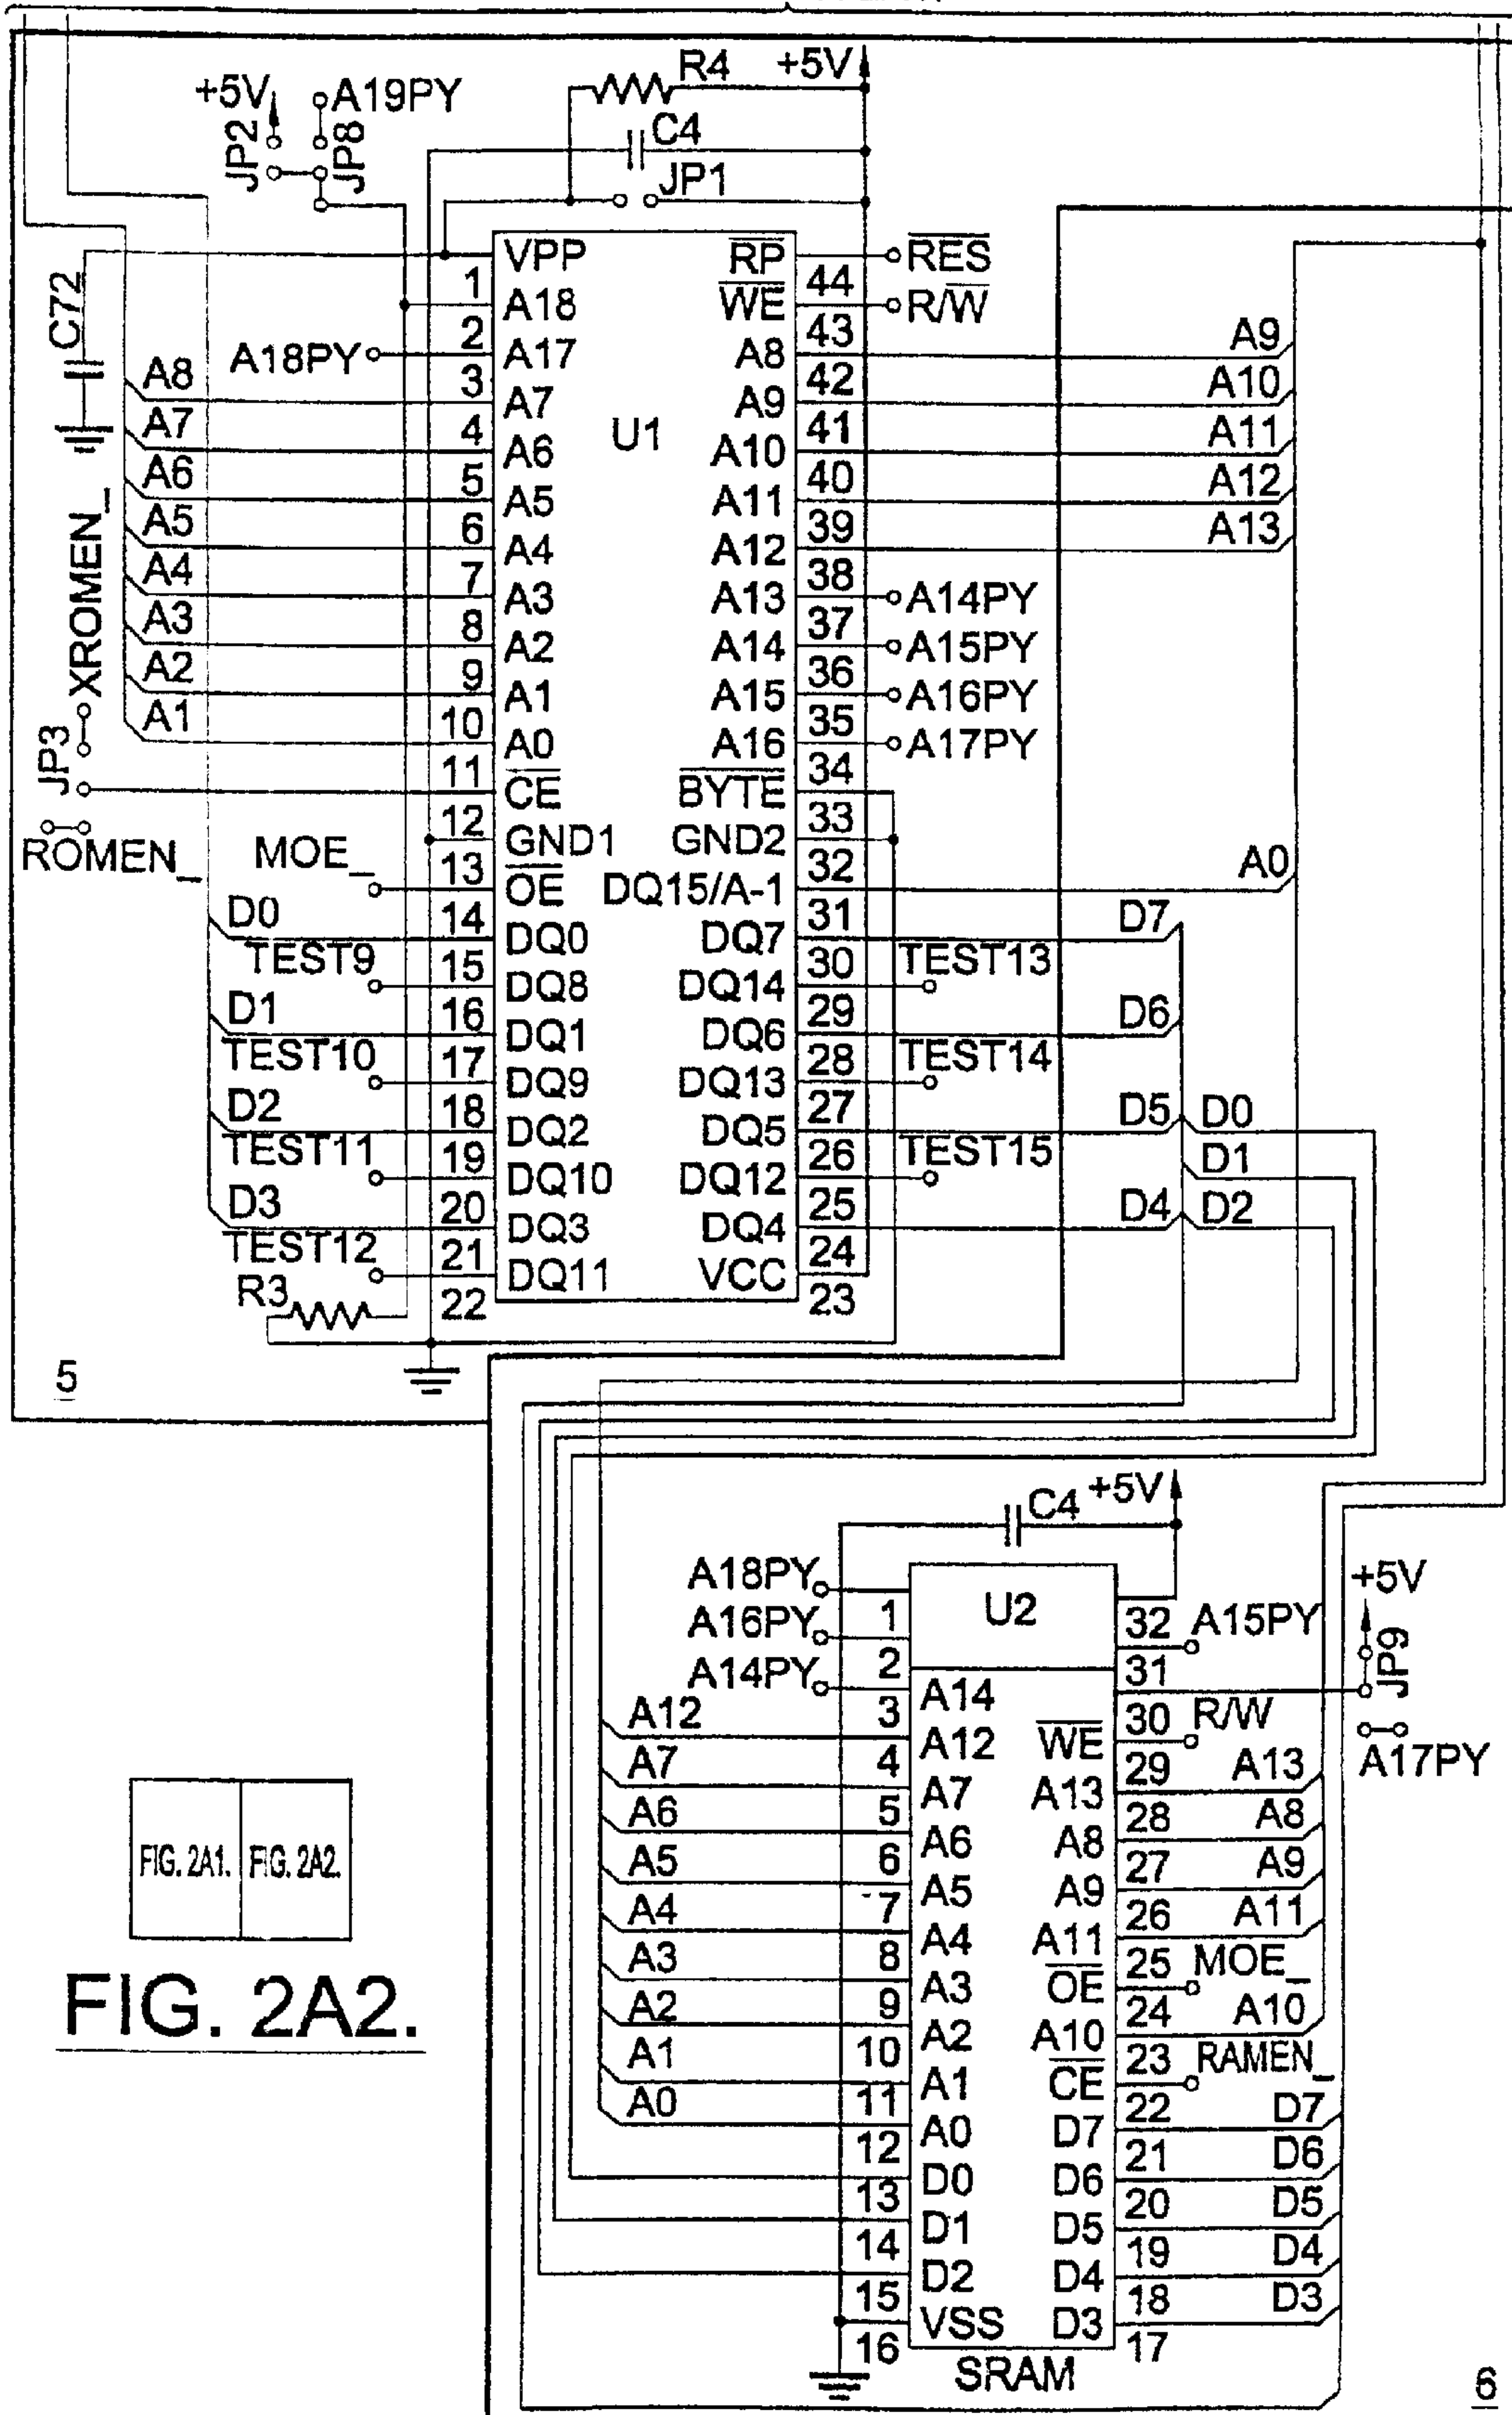 R4 +5V
+5V A19PY
JP2 JP8
C4
JP1
VPP R̅P̅ R̅E̅S̅
1 44
A18 W̅E̅ R/W̅
2 43
A18PY A17 A8 A9
3 42
C72
A8 A7 A9 A10
4 41
A7 A6 U1 A10 A11
5 40
A6 A5 A11 A12
6 39
A5 A4 A12 A13
7 38
A4 A3 A13 A14PY
8 37
A3 A2 A14 A15PY
9 36
A2 A1 A15 A16PY
10 35
A1 A0 A16 A17PY
XROMEN_
JP3
11 34
C̅E̅ B̅Y̅T̅E̅
12 33
ROMEN_
GND1 GND2
13 32
MOE_ O̅E̅ DQ15/A-1 A0
14 31
D0 DQ0 DQ7 D7
15 30
TEST9 DQ8 DQ14 TEST13
16 29
D1 DQ1 DQ6 D6
17 28
TEST10 DQ9 DQ13 TEST14
18 27
D2 DQ2 DQ5 D5 D0
19 26
TEST11 DQ10 DQ12 TEST15 D1
20 25
D3 DQ3 DQ4 D4 D2
21 24
TEST12 DQ11 VCC
22 23
R3
5
C4 +5V
A18PY U2
1 32
A16PY A15PY
2 31
A14PY A14
+5V
JP9
A17PY
3 30
A12 A12 W̅E̅ R/W
4 29
A7 A7 A13 A13
5 28
A6 A6 A8 A8
6 27
A5 A5 A9 A9
7 26
A4 A4 A11 A11
8 25
A3 A3 O̅E̅ MOE_
9 24
A2 A2 A10 A10
10 23
A1 A1 C̅E̅ RAMEN_
11 22
A0 A0 D7 D7
12 21
D0 D6 D6
13 20
D1 D5 D5
14 19
D2 D4 D4
15 18
VSS D3 D3
16 17
SRAM
6
FIG. 2A1. FIG. 2A2.
FIG. 2A2.